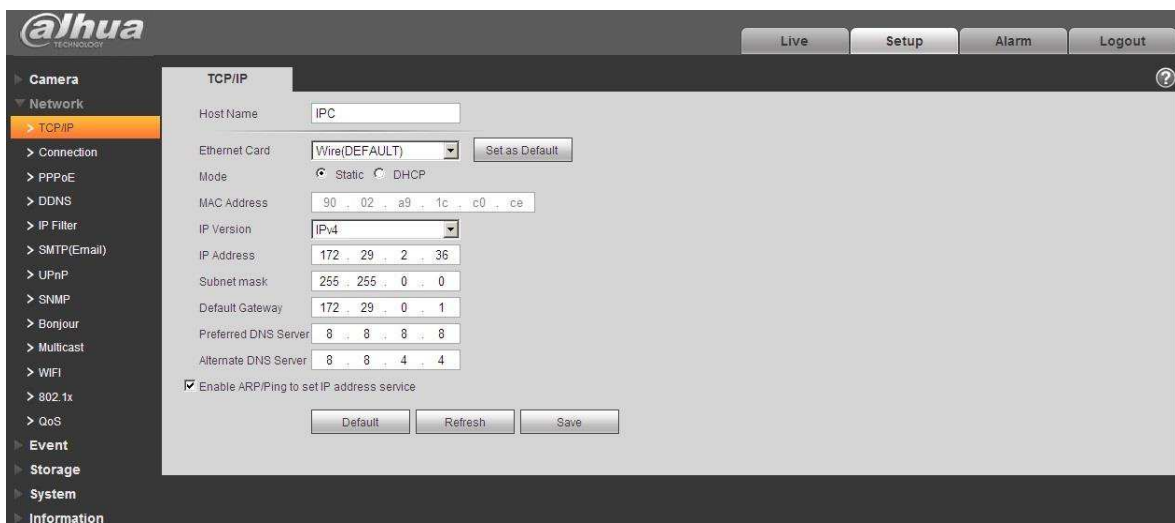 alhua
TECHNOLOGY
Live
Setup
Alarm
Logout
Camera
Network
> TCP/IP
> Connection
> PPPoE
> DDNS
> IP Filter
> SMTP(Email)
> UPnP
> SNMP
> Bonjour
> Multicast
> WIFI
> 802.1x
> QoS
Event
Storage
System
Information
TCP/IP
?
Host Name IPC
Ethernet Card Wire(DEFAULT) Set as Default
Mode Static DHCP
MAC Address 90 . 02 . a9 . 1c . c0 . ce
IP Version IPv4
IP Address 172 . 29 . 2 . 36
Subnet mask 255 . 255 . 0 . 0
Default Gateway 172 . 29 . 0 . 1
Preferred DNS Server 8 . 8 . 8 . 8
Alternate DNS Server 8 . 8 . 4 . 4
Enable ARP/Ping to set IP address service
Default Refresh Save